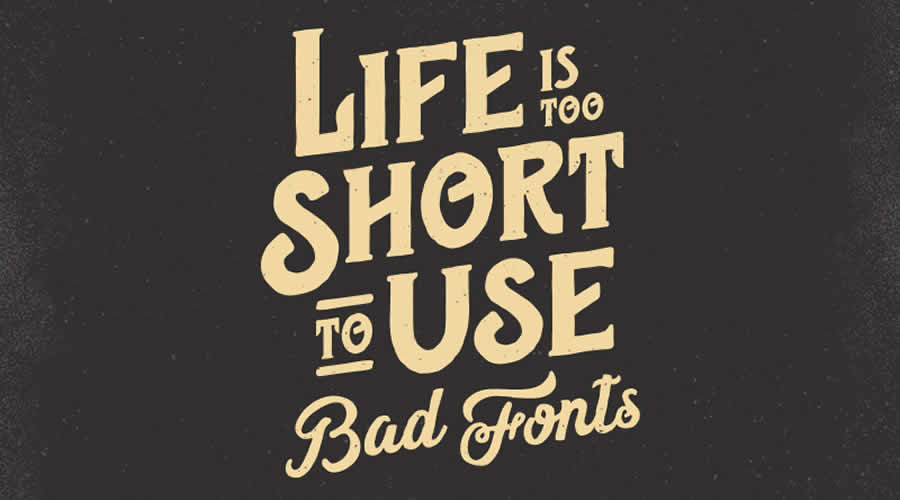 LIFE IS TOO
SHORT
TO USE
Bad Fonts